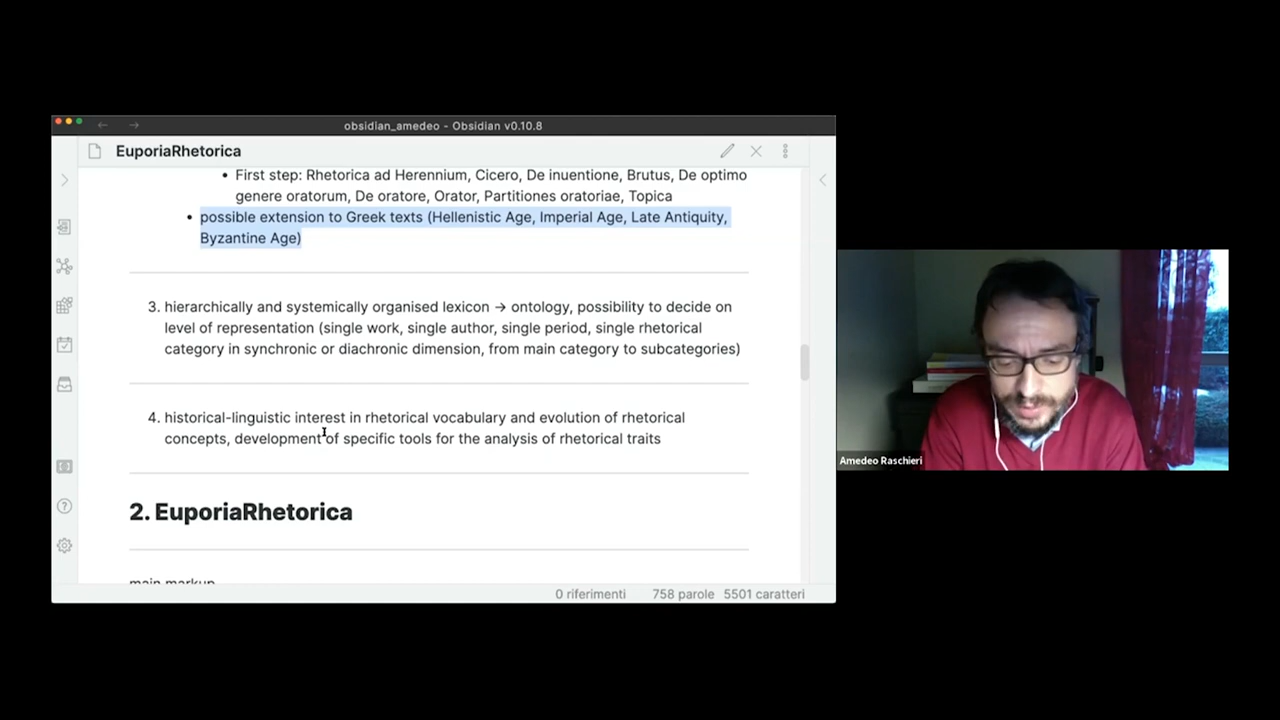 obsidian_amedeo - Obsidian v0.10.8
EuporiaRhetorica
• First step: Rhetorica ad Herennium, Cicero, De inuentione, Brutus, De optimo
genere oratorum, De oratore, Orator, Partitiones oratoriae, Topica
• possible extension to Greek texts (Hellenistic Age, Imperial Age, Late Antiquity,
Byzantine Age)
3. hierarchically and systemically organised lexicon → ontology, possibility to decide on
level of representation (single work, single author, single period, single rhetorical
category in synchronic or diachronic dimension, from main category to subcategories)
4. historical-linguistic interest in rhetorical vocabulary and evolution of rhetorical
concepts, development of specific tools for the analysis of rhetorical traits
2. EuporiaRhetorica
main markup
0 riferimenti 758 parole 5501 caratteri
Amedeo Raschieri